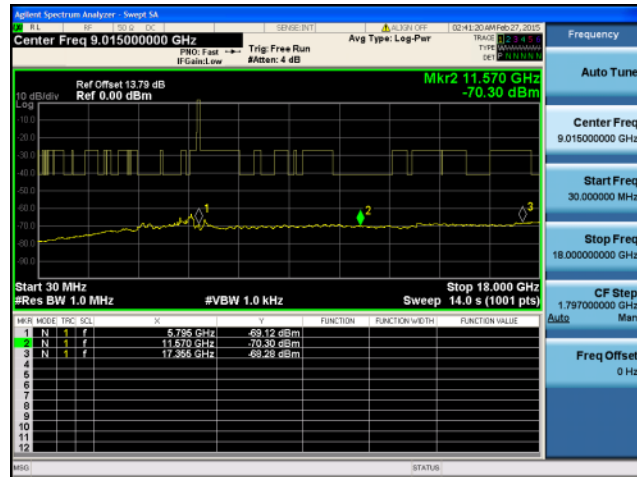 Agilent Spectrum Analyzer - Swept SA
RL RF 50 Ω DC SENSE:INT ALIGN OFF 02:41:20 AM Feb 27, 2015
Center Freq 9.015000000 GHz
PNO: Fast
IFGain:Low
Trig: Free Run
#Atten: 4 dB
Avg Type: Log-Pwr
TRACE 1 2 3 4 5 6
TYPE
DET P N N N N N
Frequency
Mkr2 11.570 GHz
-70.30 dBm
Ref Offset 13.79 dB
Ref 0.00 dBm
10 dB/div
Log
-10.0
-20.0
-30.0
-40.0
-50.0
-60.0
-70.0
-80.0
-90.0
1
2
3
Start 30 MHz
Stop 18.000 GHz
#Res BW 1.0 MHz #VBW 1.0 kHz Sweep 14.0 s (1001 pts)
MKR MODE TRC SCL X Y FUNCTION FUNCTION WIDTH FUNCTION VALUE
1 N 1 f 5.795 GHz -69.12 dBm
2 N 1 f 11.570 GHz -70.30 dBm
3 N 1 f 17.355 GHz -68.28 dBm
4
5
6
7
8
9
10
11
12
MSG STATUS
Auto Tune
Center Freq
9.015000000 GHz
Start Freq
30.000000 MHz
Stop Freq
18.000000000 GHz
CF Step
1.797000000 GHz
Auto Man
Freq Offset
0 Hz